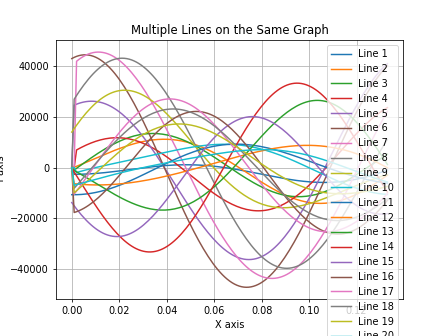 Multiple Lines on the Same Graph
40000
20000
0
−20000
−40000
0.00
0.02
0.04
0.06
0.08
0.10
X axis
Line 1
Line 2
Line 3
Line 4
Line 5
Line 6
Line 7
Line 8
Line 9
Line 10
Line 11
Line 12
Line 13
Line 14
Line 15
Line 16
Line 17
Line 18
Line 19
Line 20